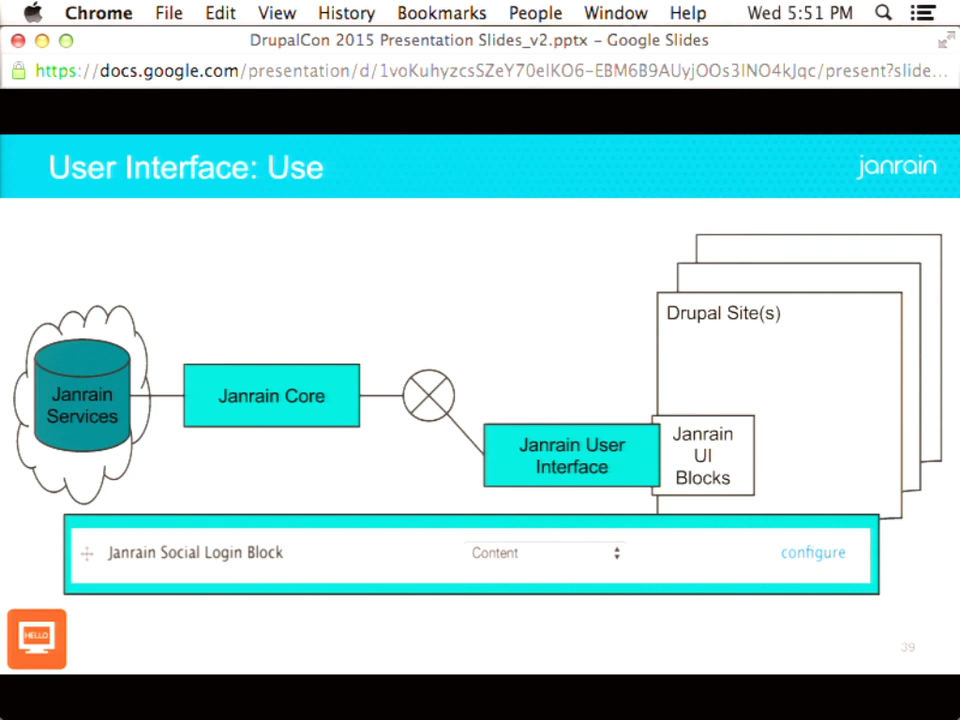 Chrome File Edit View History Bookmarks People Window Help Wed 5:51 PM
DrupalCon 2015 Presentation Slides_v2.pptx – Google Slides
https://docs.google.com/presentation/d/1voKuhyzcsSZeY70elKO6-EBM6B9AUyjOOs3INO4kJqc/present?slide...
User Interface: Use
janrain
Drupal Site(s)
Janrain
Services
Janrain Core
Janrain User
Interface
Janrain
UI
Blocks
Janrain Social Login Block Content configure
HELLO
39